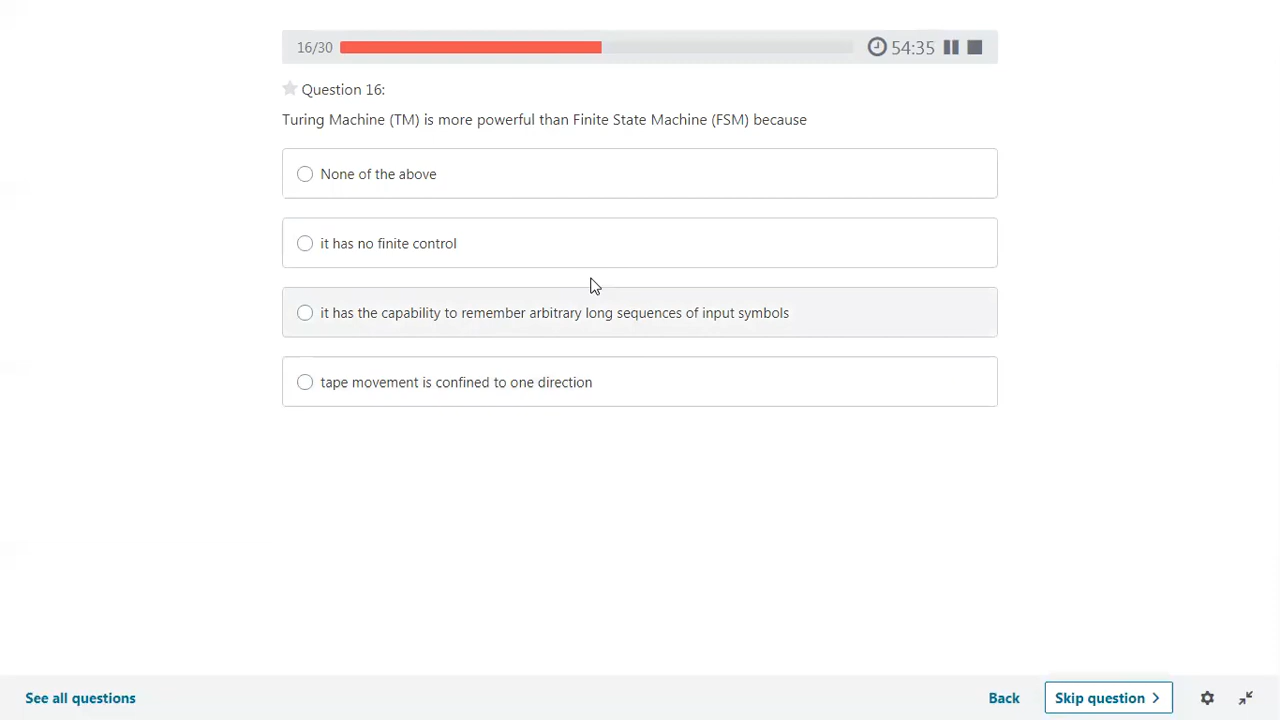 16/30
54:35
Question 16:
Turing Machine (TM) is more powerful than Finite State Machine (FSM) because
None of the above
it has no finite control
it has the capability to remember arbitrary long sequences of input symbols
tape movement is confined to one direction
See all questions
Back
Skip question